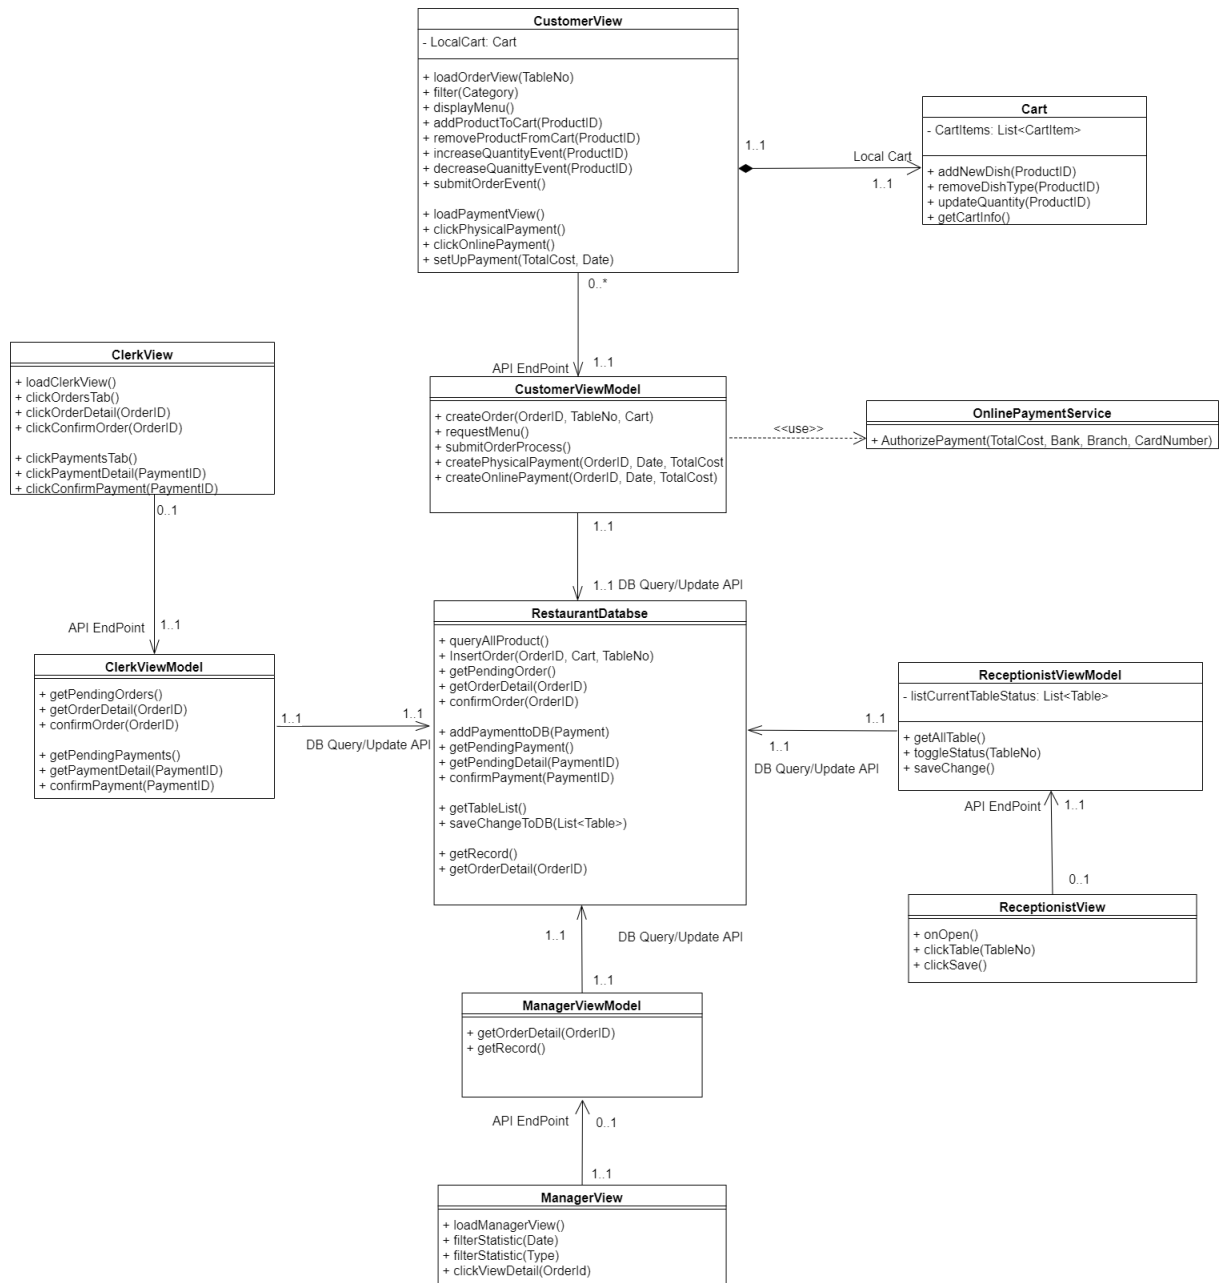 CustomerView
- LocalCart: Cart
+ loadOrderView(TableNo)
+ filter(Category)
+ displayMenu()
+ addProductToCart(ProductID)
+ removeProductFromCart(ProductID)
+ increaseQuantityEvent(ProductID)
+ decreaseQuanittyEvent(ProductID)
+ submitOrderEvent()
+ loadPaymentView()
+ clickPhysicalPayment()
+ clickOnlinePayment()
+ setUpPayment(TotalCost, Date)
1..1
Local Cart
1..1
Cart
- CartItems: List<CartItem>
+ addNewDish(ProductID)
+ removeDishType(ProductID)
+ updateQuantity(ProductID)
+ getCartInfo()
0..*
API EndPoint
1..1
ClerkView
+ loadClerkView()
+ clickOrdersTab()
+ clickOrderDetail(OrderID)
+ clickConfirmOrder(OrderID)
+ clickPaymentsTab()
+ clickPaymentDetail(PaymentID)
+ clickConfirmPayment(PaymentID)
0..1
API EndPoint
1..1
CustomerViewModel
+ createOrder(OrderID, TableNo, Cart)
+ requestMenu()
+ submitOrderProcess()
+ createPhysicalPayment(OrderID, Date, TotalCost
+ createOnlinePayment(OrderID, Date, TotalCost)
<<use>>
OnlinePaymentService
+ AuthorizePayment(TotalCost, Bank, Branch, CardNumber)
1..1
1..1
DB Query/Update API
ClerkViewModel
+ getPendingOrders()
+ getOrderDetail(OrderID)
+ confirmOrder(OrderID)
+ getPendingPayments()
+ getPaymentDetail(PaymentID)
+ confirmPayment(PaymentID)
1..1
1..1
DB Query/Update API
RestaurantDatabse
+ queryAllProduct()
+ InsertOrder(OrderID, Cart, TableNo)
+ getPendingOrder()
+ getOrderDetail(OrderID)
+ confirmOrder(OrderID)
+ addPaymenttoDB(Payment)
+ getPendingPayment()
+ getPendingDetail(PaymentID)
+ confirmPayment(PaymentID)
+ getTableList()
+ saveChangeToDB(List<Table>)
+ getRecord()
+ getOrderDetail(OrderID)
1..1
1..1
DB Query/Update API
ReceptionistViewModel
- listCurrentTableStatus: List<Table>
+ getAllTable()
+ toggleStatus(TableNo)
+ saveChange()
API EndPoint
1..1
0..1
ReceptionistView
+ onOpen()
+ clickTable(TableNo)
+ clickSave()
1..1
DB Query/Update API
1..1
ManagerViewModel
+ getOrderDetail(OrderID)
+ getRecord()
API EndPoint
0..1
1..1
ManagerView
+ loadManagerView()
+ filterStatistic(Date)
+ filterStatistic(Type)
+ clickViewDetail(OrderId)